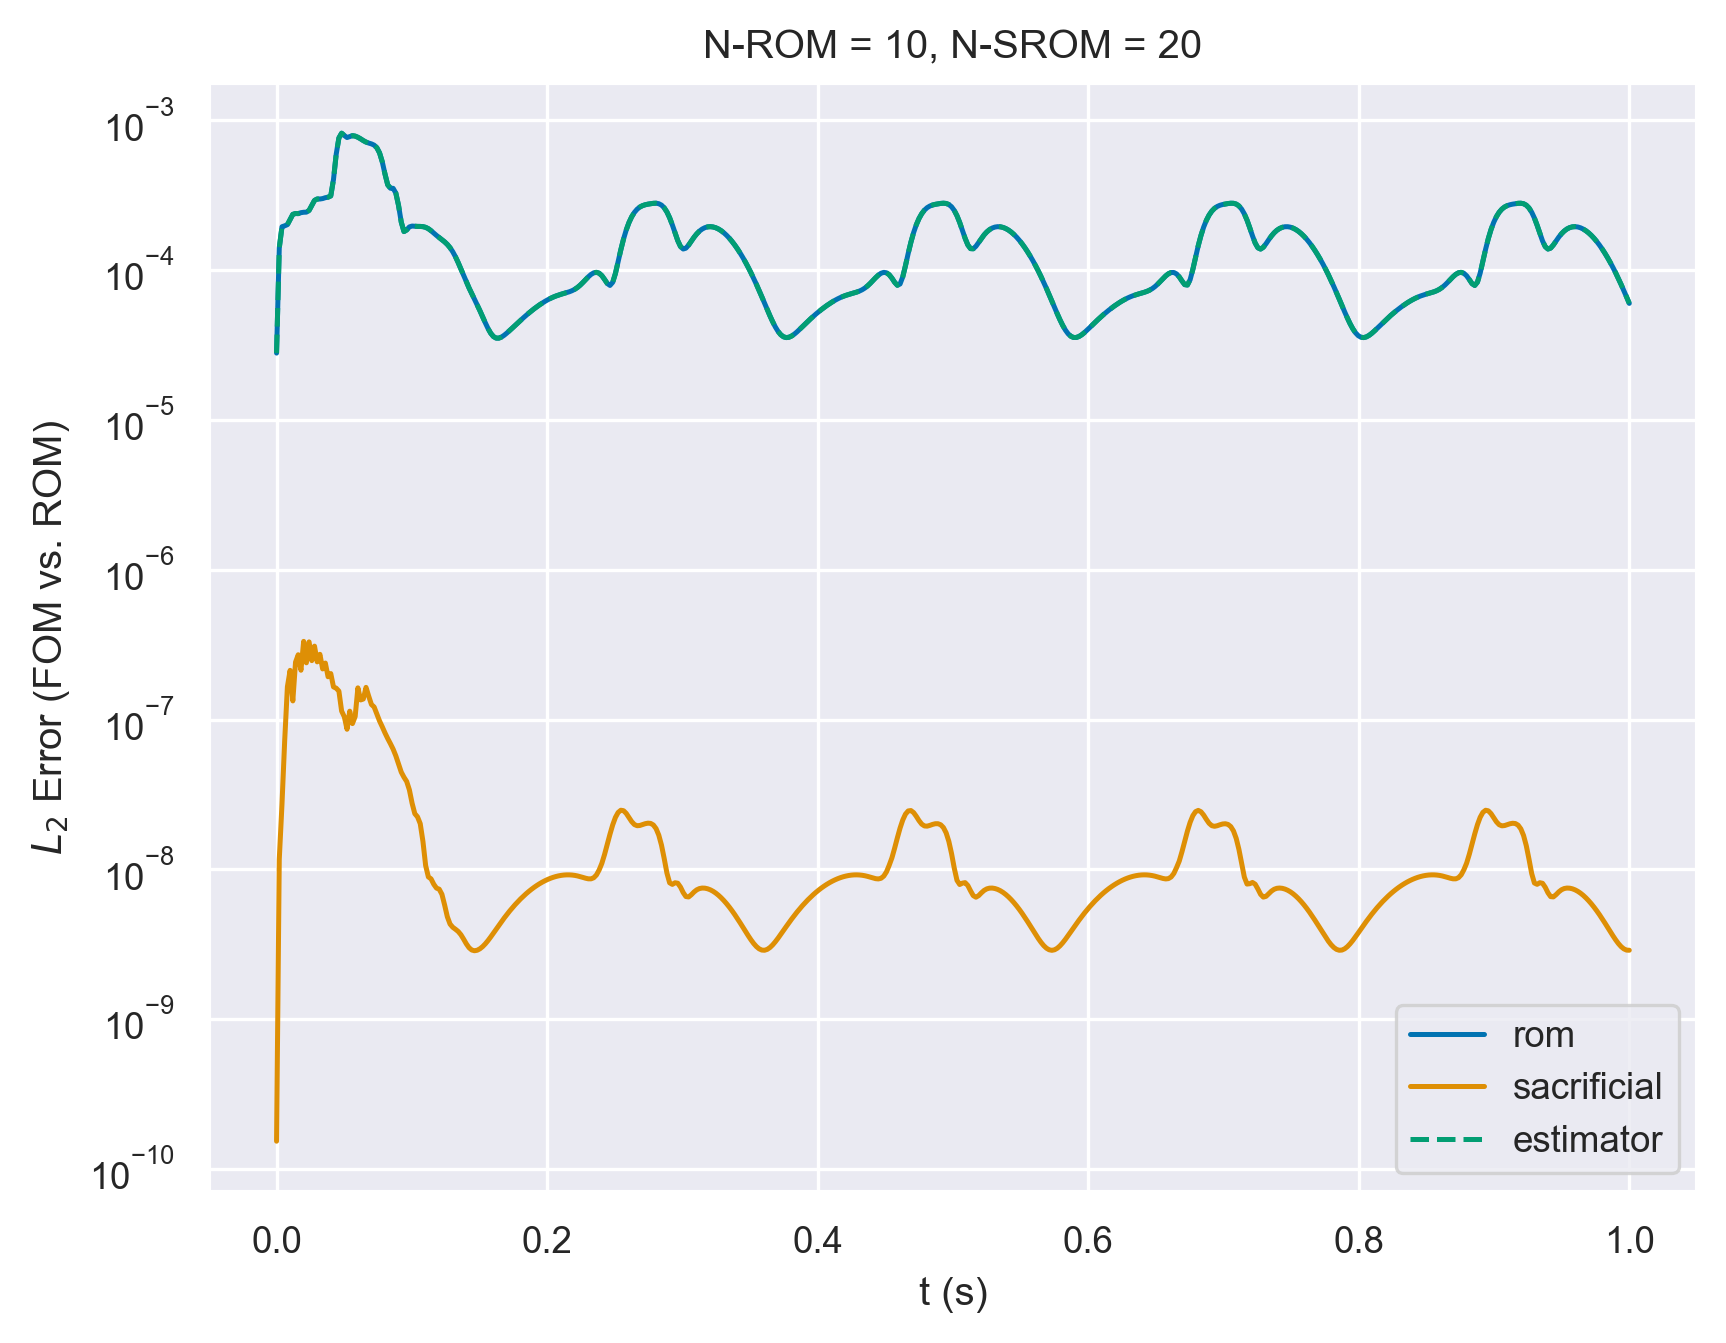 N-ROM = 10, N-SROM = 20
L₂ Error (FOM vs. ROM)
10⁻³
10⁻⁴
10⁻⁵
10⁻⁶
10⁻⁷
10⁻⁸
10⁻⁹
10⁻¹⁰
rom
sacrificial
estimator
0.0 0.2 0.4 0.6 0.8 1.0
t (s)